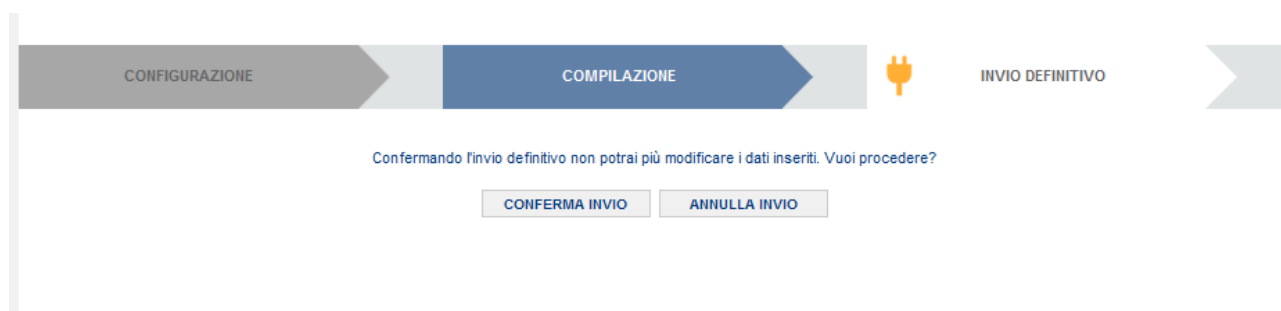 CONFIGURAZIONE
COMPILAZIONE
INVIO DEFINITIVO
Confermando l'invio definitivo non potrai più modificare i dati inseriti. Vuoi procedere?
CONFERMA INVIO
ANNULLA INVIO